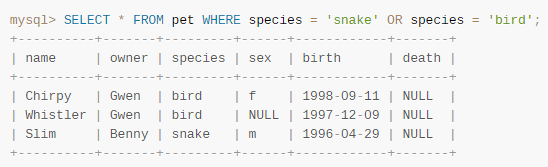 mysql> SELECT * FROM pet WHERE species = 'snake' OR species = 'bird';
+----------+-------+---------+------+------------+-------+
| name     | owner | species | sex  | birth      | death |
+----------+-------+---------+------+------------+-------+
| Chirpy   | Gwen  | bird    | f    | 1998-09-11 | NULL  |
| Whistler | Gwen  | bird    | NULL | 1997-12-09 | NULL  |
| Slim     | Benny | snake   | m    | 1996-04-29 | NULL  |
+----------+-------+---------+------+------------+-------+